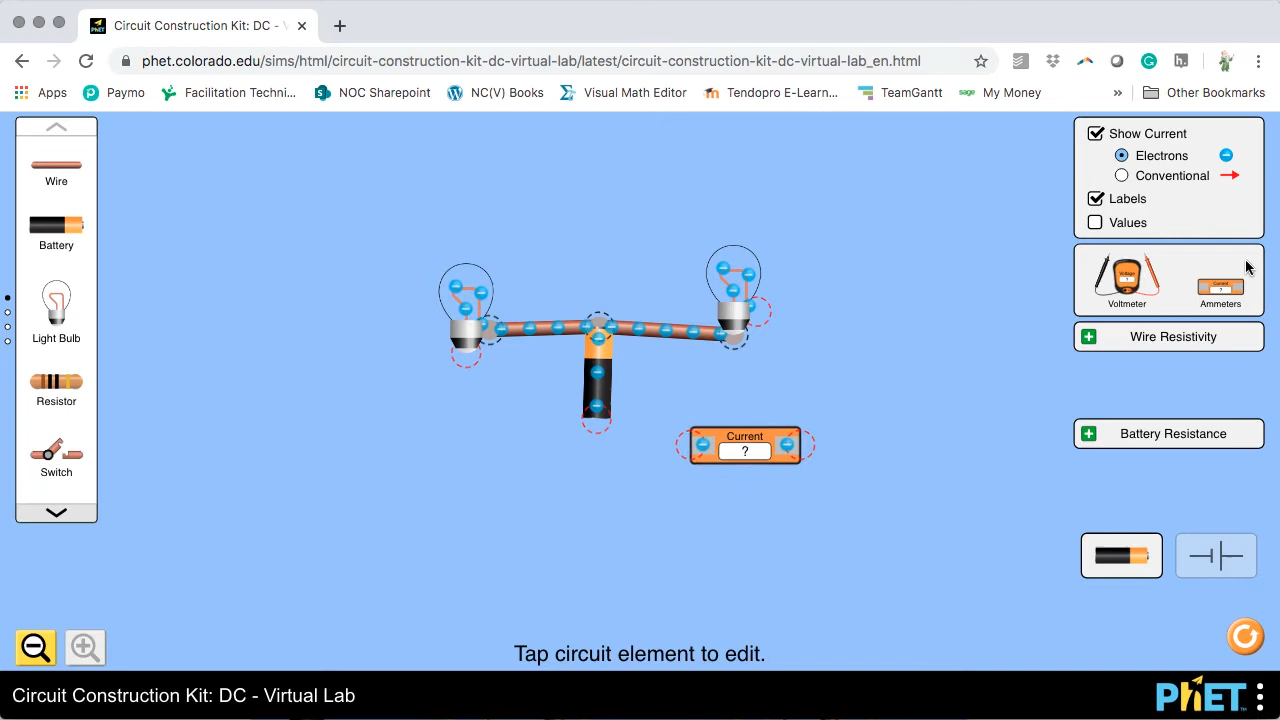 Circuit Construction Kit: DC - V
phet.colorado.edu/sims/html/circuit-construction-kit-dc-virtual-lab/latest/circuit-construction-kit-dc-virtual-lab_en.html
Apps Paymo Facilitation Techni... NOC Sharepoint NC(V) Books Visual Math Editor Tendopro E-Learn... TeamGantt sage My Money » Other Bookmarks
Wire
Battery
Light Bulb
Resistor
Switch
Current
?
Show Current
Electrons
Conventional
Labels
Values
Voltage
?
Current
?
Voltmeter Ammeters
Wire Resistivity
Battery Resistance
Tap circuit element to edit.
Circuit Construction Kit: DC - Virtual Lab
PhET